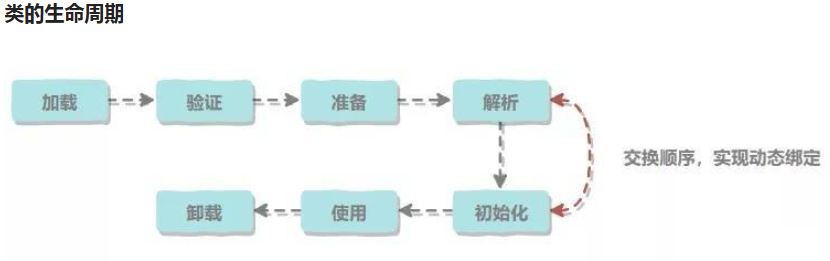 类的生命周期
加载
验证
准备
解析
交换顺序，实现动态绑定
初始化
使用
卸载